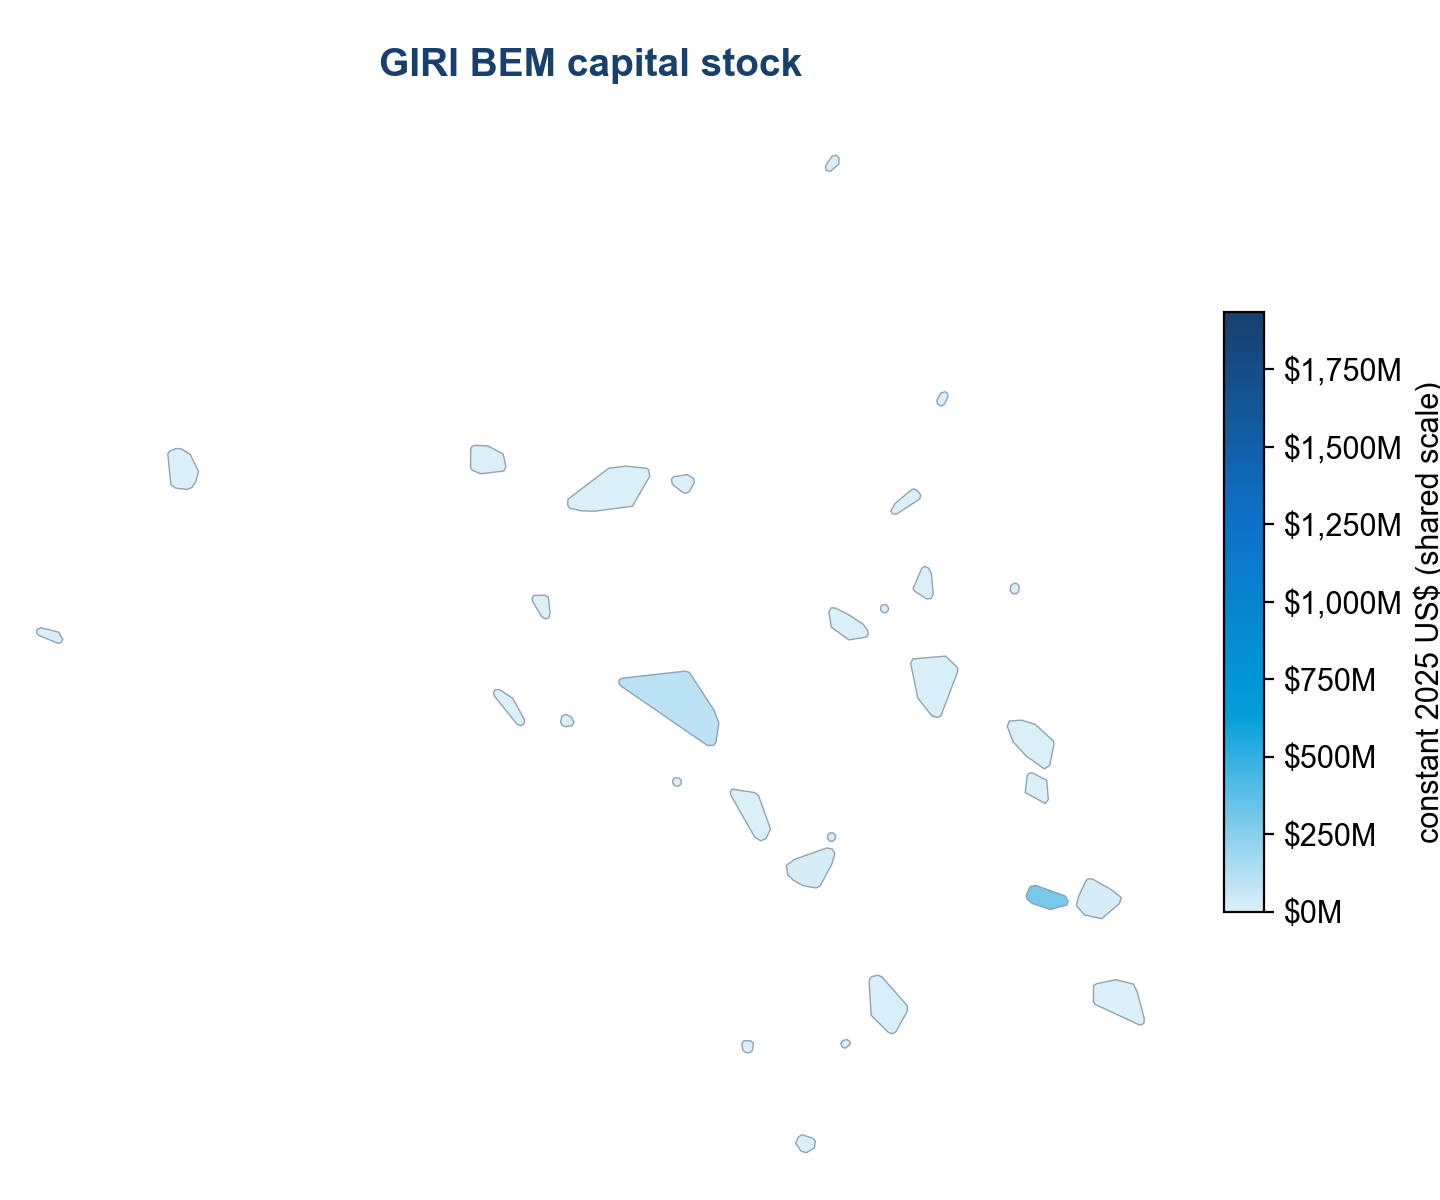 GIRI BEM capital stock
$1,750M
$1,500M
$1,250M
$1,000M
$750M
$500M
$250M
$0M
constant 2025 US$ (shared scale)